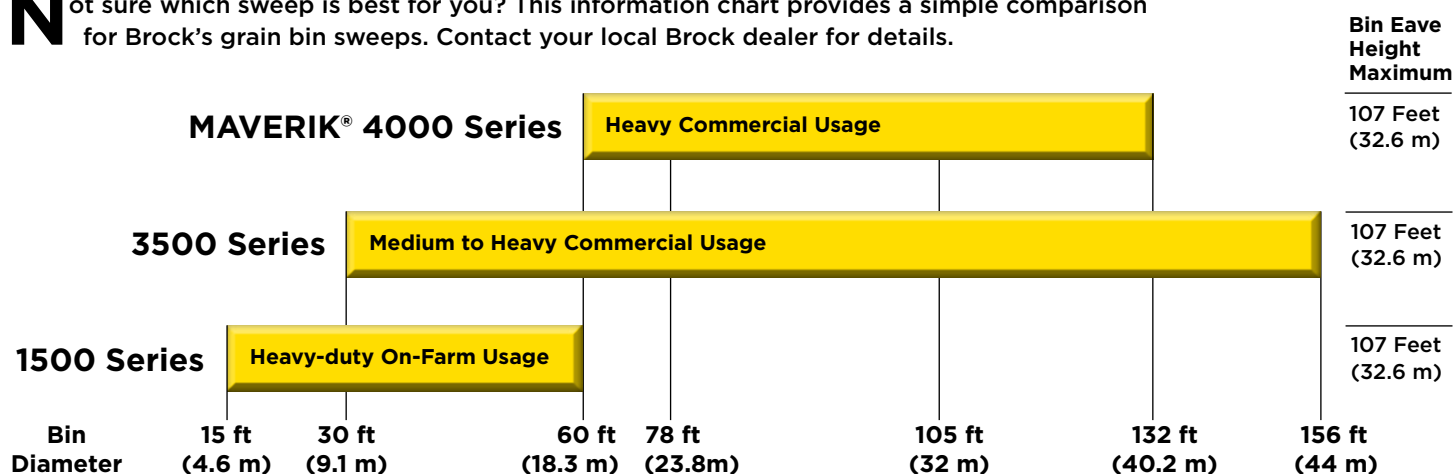 Not sure which sweep is best for you? This information chart provides a simple comparison
for Brock's grain bin sweeps. Contact your local Brock dealer for details.
Bin Eave
Height
Maximum
MAVERIK® 4000 Series
Heavy Commercial Usage
107 Feet
(32.6 m)
3500 Series
Medium to Heavy Commercial Usage
107 Feet
(32.6 m)
1500 Series
Heavy-duty On-Farm Usage
107 Feet
(32.6 m)
Bin 15 ft 30 ft 60 ft 78 ft 105 ft 132 ft 156 ft
Diameter (4.6 m) (9.1 m) (18.3 m) (23.8m) (32 m) (40.2 m) (44 m)